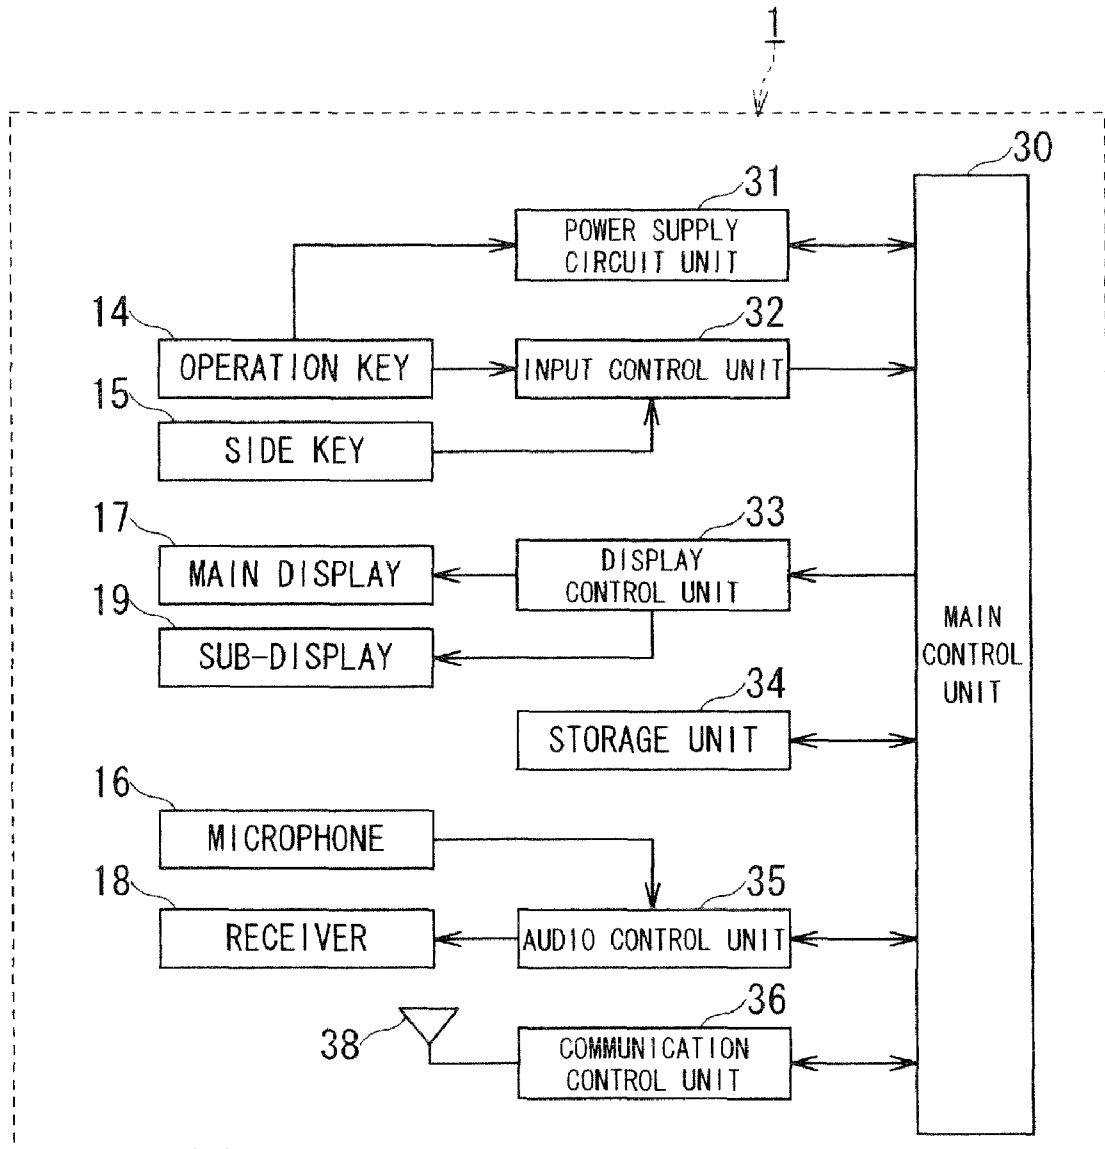 1
30
31
POWER SUPPLY
CIRCUIT UNIT
14
32
OPERATION KEY
INPUT CONTROL UNIT
15
SIDE KEY
17
33
MAIN DISPLAY
DISPLAY
CONTROL UNIT
19
SUB-DISPLAY
MAIN
CONTROL
UNIT
34
STORAGE UNIT
16
MICROPHONE
18
35
RECEIVER
AUDIO CONTROL UNIT
38
36
COMMUNICATION
CONTROL UNIT